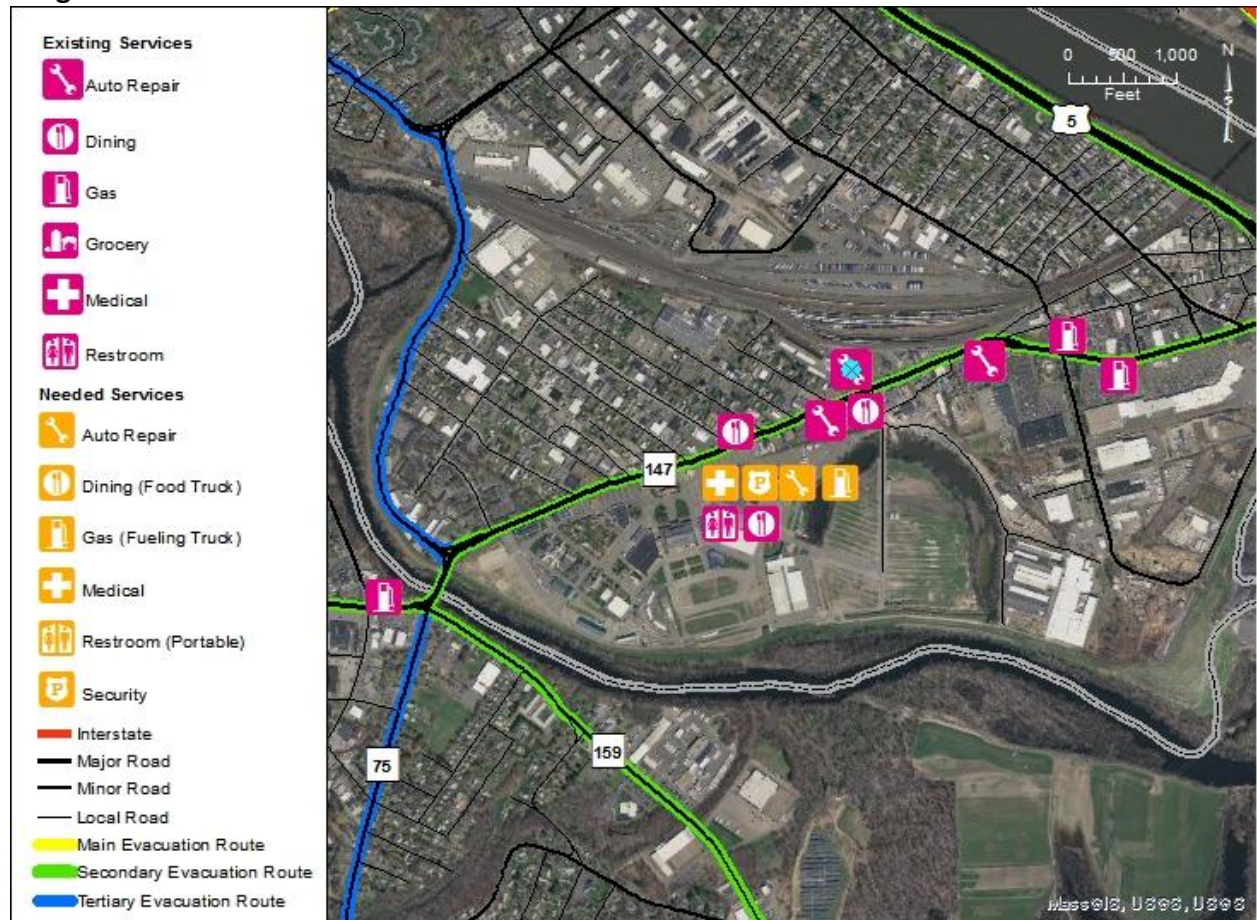 Existing Services
Auto Repair
Dining
Gas
Grocery
Medical
Restroom
Needed Services
Auto Repair
Dining (Food Truck)
Gas (Fueling Truck)
Medical
Restroom (Portable)
P
Security
Interstate
Major Road
Minor Road
Local Road
Main Evacuation Route
Secondary Evacuation Route
Tertiary Evacuation Route
0 500 1,000
Feet
N
5
147
P
159
75
MassGIS, USGS, USGS